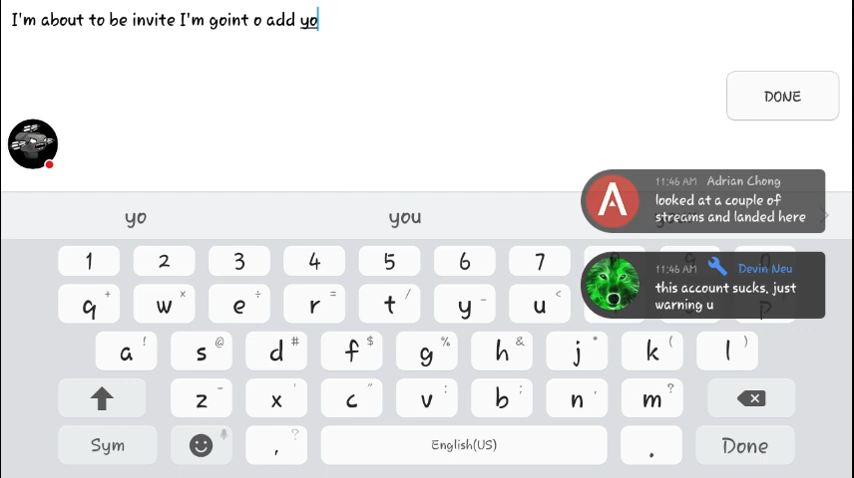 I'm about to be invite I'm goint o add yo
DONE
11:46 AM Adrian Chong
looked at a couple of
streams and landed here
yo you
11:46 AM Devin Neu
this account sucks, just
warning u
1 2 3 4 5 6 7
q + w × e ÷ r = t / y _ u < p
a ! s @ d # f $ g % h & j * k ( l )
z - x ' c " v : b ; n , m ?
Sym , ? English(US) . Done
A